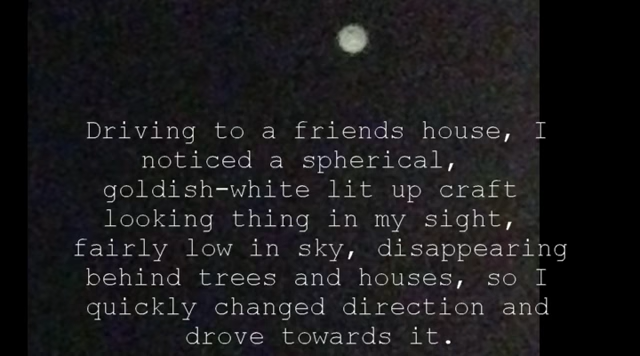 Driving to a friends house, I
noticed a spherical,
goldish-white lit up craft
looking thing in my sight,
fairly low in sky, disappearing
behind trees and houses, so I
quickly changed direction and
drove towards it.